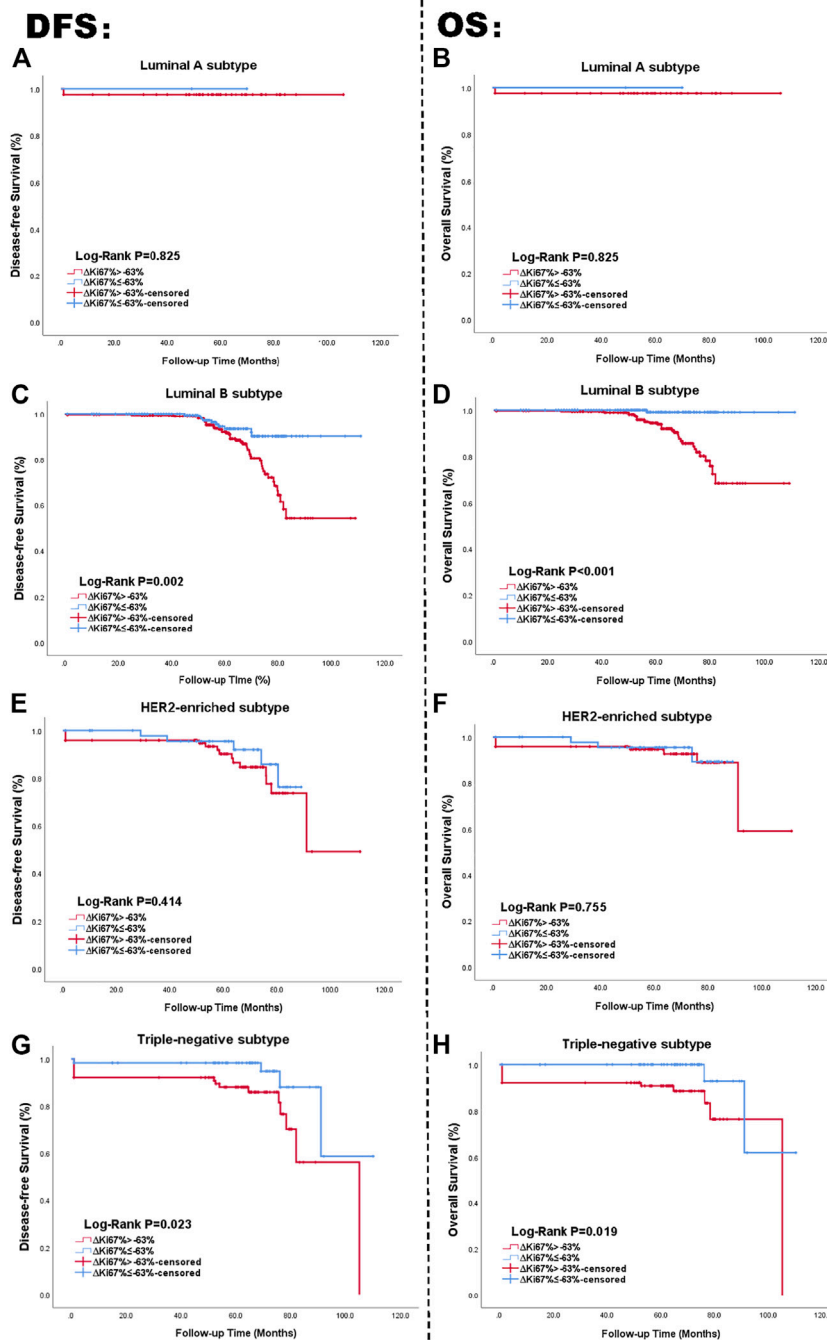 DFS:
OS:
A
Luminal A subtype
Disease-free Survival (%)
1.0
0.8
0.6
0.4
0.2
0.0
Log-Rank P=0.825
ΔKi67%>-63%
ΔKi67%≤-63%
ΔKi67%>-63%-censored
ΔKi67%≤-63%-censored
.0 20.0 40.0 60.0 80.0 100.0 120.0
Follow-up Time (Months)
B
Luminal A subtype
Overall Survival (%)
1.0
0.8
0.6
0.4
0.2
0.0
Log-Rank P=0.825
ΔKi67%>-63%
ΔKi67%≤-63%
ΔKi67%>-63%-censored
ΔKi67%≤-63%-censored
.0 20.0 40.0 60.0 80.0 100.0 120.0
Follow-up Time (Months)
C
Luminal B subtype
Disease-free Survival (%)
1.0
0.8
0.6
0.4
0.2
0.0
Log-Rank P=0.002
ΔKi67%>-63%
ΔKi67%≤-63%
ΔKi67%>-63%-censored
ΔKi67%≤-63%-censored
.0 20.0 40.0 60.0 80.0 100.0 120.0
Follow-up TIme (%)
D
Luminal B subtype
Overall Survival (%)
1.0
0.8
0.6
0.4
0.2
0.0
Log-Rank P<0.001
ΔKi67%>-63%
ΔKi67%≤-63%
ΔKi67%>-63%-censored
ΔKi67%≤-63%-censored
.0 20.0 40.0 60.0 80.0 100.0 120.0
Follow-up Time (Months)
E
HER2-enriched subtype
Disease-free Survival (%)
1.0
0.8
0.6
0.4
0.2
0.0
Log-Rank P=0.414
ΔKi67%>-63%
ΔKi67%≤-63%
ΔKi67%>-63%-censored
ΔKi67%≤-63%-censored
.0 20.0 40.0 60.0 80.0 100.0 120.0
Follow-up Time (Months)
F
HER2-enriched subtype
Overall Survival (%)
1.0
0.8
0.6
0.4
0.2
0.0
Log-Rank P=0.755
ΔKi67%>-63%
ΔKi67%≤-63%
ΔKi67%>-63%-censored
ΔKi67%≤-63%-censored
.0 20.0 40.0 60.0 80.0 100.0 120.0
Follow-up Time (Months)
G
Triple-negative subtype
Disease-free Survival (%)
1.0
0.8
0.6
0.4
0.2
0.0
Log-Rank P=0.023
ΔKi67%>-63%
ΔKi67%≤-63%
ΔKi67%>-63%-censored
ΔKi67%≤-63%-censored
.0 20.0 40.0 60.0 80.0 100.0 120.0
Follow-up Time (Months)
H
Triple-negative subtype
Overall Survival (%)
1.0
0.8
0.6
0.4
0.2
0.0
Log-Rank P=0.019
ΔKi67%>-63%
ΔKi67%≤-63%
ΔKi67%>-63%-censored
ΔKi67%≤-63%-censored
.0 20.0 40.0 60.0 80.0 100.0 120.0
Follow-up Time (Months)